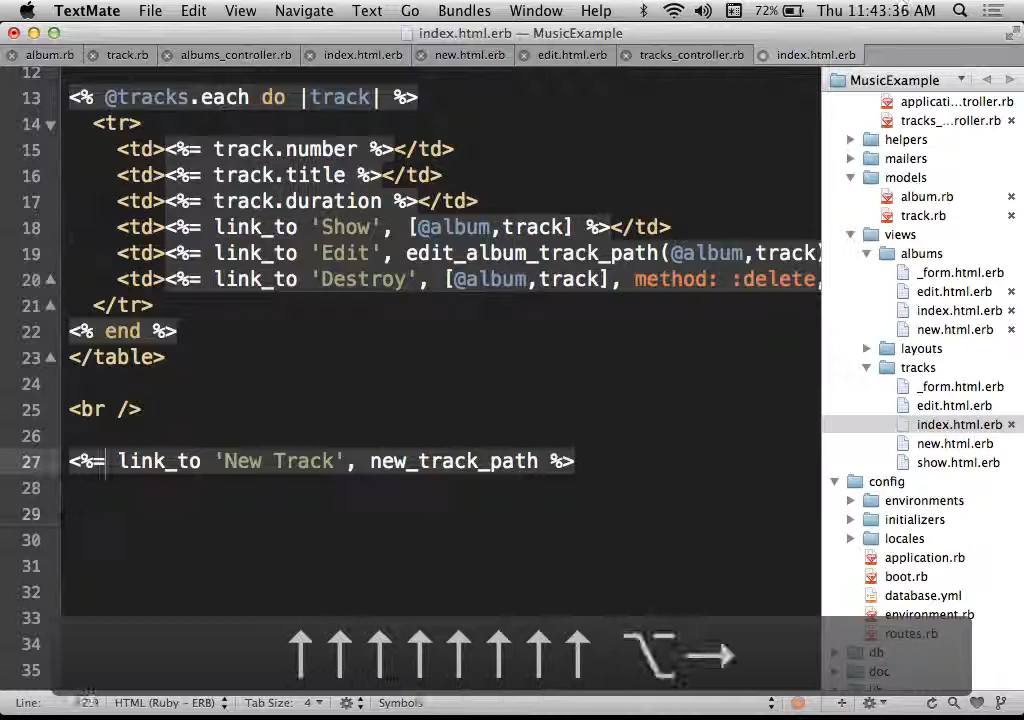 TextMate File Edit View Navigate Text Go Bundles Window Help 72% Thu 11:43:36 AM
index.html.erb — MusicExample
album.rb track.rb albums_controller.rb index.html.erb new.html.erb edit.html.erb tracks_controller.rb index.html.erb
12
13 <% @tracks.each do |track| %>
14 <tr>
15 <td><%= track.number %></td>
16 <td><%= track.title %></td>
17 <td><%= track.duration %></td>
18 <td><%= link_to 'Show', [@album,track] %></td>
19 <td><%= link_to 'Edit', edit_album_track_path(@album,track)
20 <td><%= link_to 'Destroy', [@album,track], method: :delete,
21 </tr>
22 <% end %>
23 </table>
24
25 <br />
26
27 <%= link_to 'New Track', new_track_path %>
28
29
30
31
32
33
34
35
MusicExample
applicati…troller.rb
tracks_…roller.rb
helpers
mailers
models
album.rb
track.rb
views
albums
_form.html.erb
edit.html.erb
index.html.erb
new.html.erb
layouts
tracks
_form.html.erb
edit.html.erb
index.html.erb
new.html.erb
show.html.erb
config
environments
initializers
locales
application.rb
boot.rb
database.yml
environment.rb
routes.rb
db
doc
Line: HTML (Ruby – ERB) Tab Size: 4 Symbols